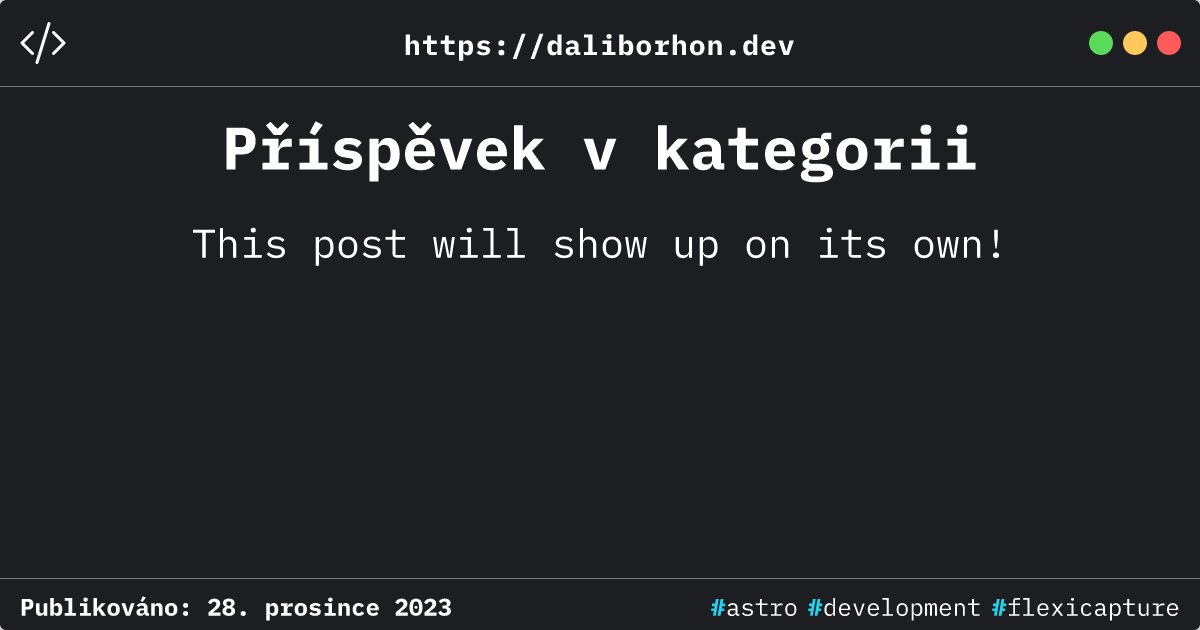 </>
https://daliborhon.dev
Příspěvek v kategorii
This post will show up on its own!
Publikováno: 28. prosince 2023
#astro #development #flexicapture